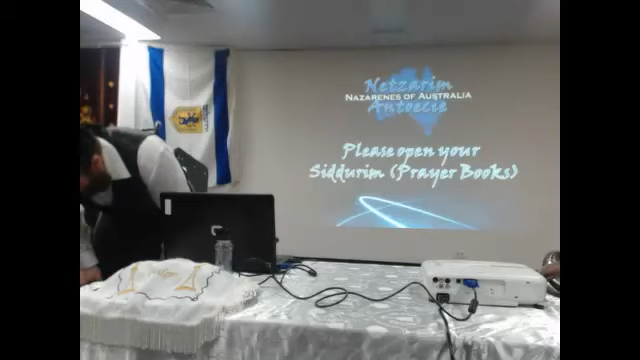 Netzarim
NAZARENES OF AUSTRALIA
Antoecie
Please open your
Siddurim (Prayer Books)